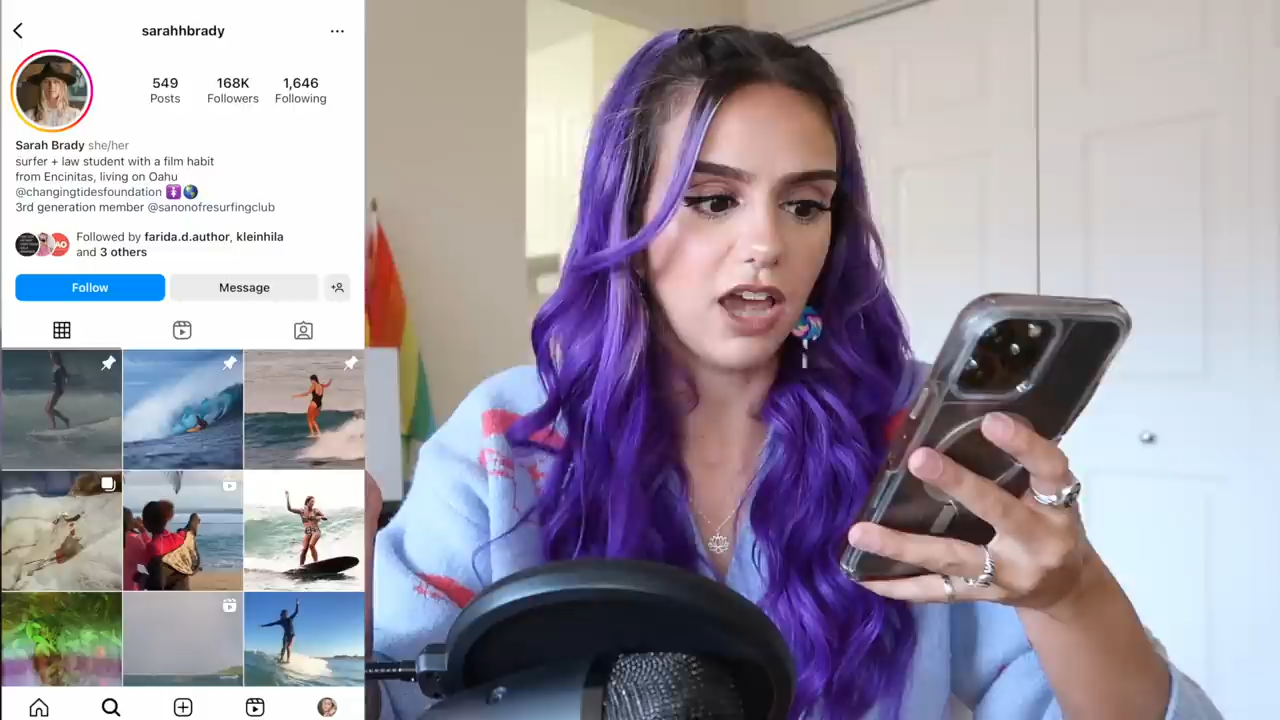 sarahhbrady
549
168K
1,646
Posts
Followers
Following
Sarah Brady she/her
surfer + law student with a film habit
from Encinitas, living on Oahu
@changingtidesfoundation
3rd generation member @sanonofresurfingclub
Followed by farida.d.author, kleinhila
and 3 others
AO
Follow
Message